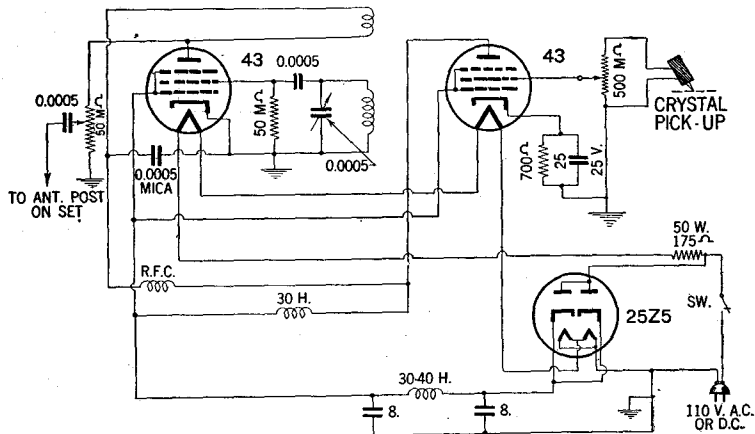 43
43
0.0005
50 MΩ
TO ANT. POST
ON SET
0.0005
MICA
50 MΩ
0.0005
0.0005
500 MΩ
CRYSTAL
PICK-UP
700Ω
25
25 V.
50 W.
175Ω
SW.
R.F.C.
30 H.
25Z5
30-40 H.
8.
8.
110 V. A.C.
OR D.C.